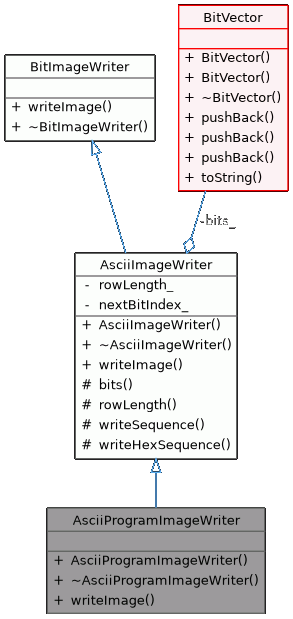 BitVector
+ BitVector()
+ BitVector()
+ ~BitVector()
+ pushBack()
+ pushBack()
+ pushBack()
+ toString()
BitImageWriter
+ writeImage()
+ ~BitImageWriter()
-bits_
AsciiImageWriter
- rowLength_
- nextBitIndex_
+ AsciiImageWriter()
+ ~AsciiImageWriter()
+ writeImage()
# bits()
# rowLength()
# writeSequence()
# writeHexSequence()
AsciiProgramImageWriter
+ AsciiProgramImageWriter()
+ ~AsciiProgramImageWriter()
+ writeImage()